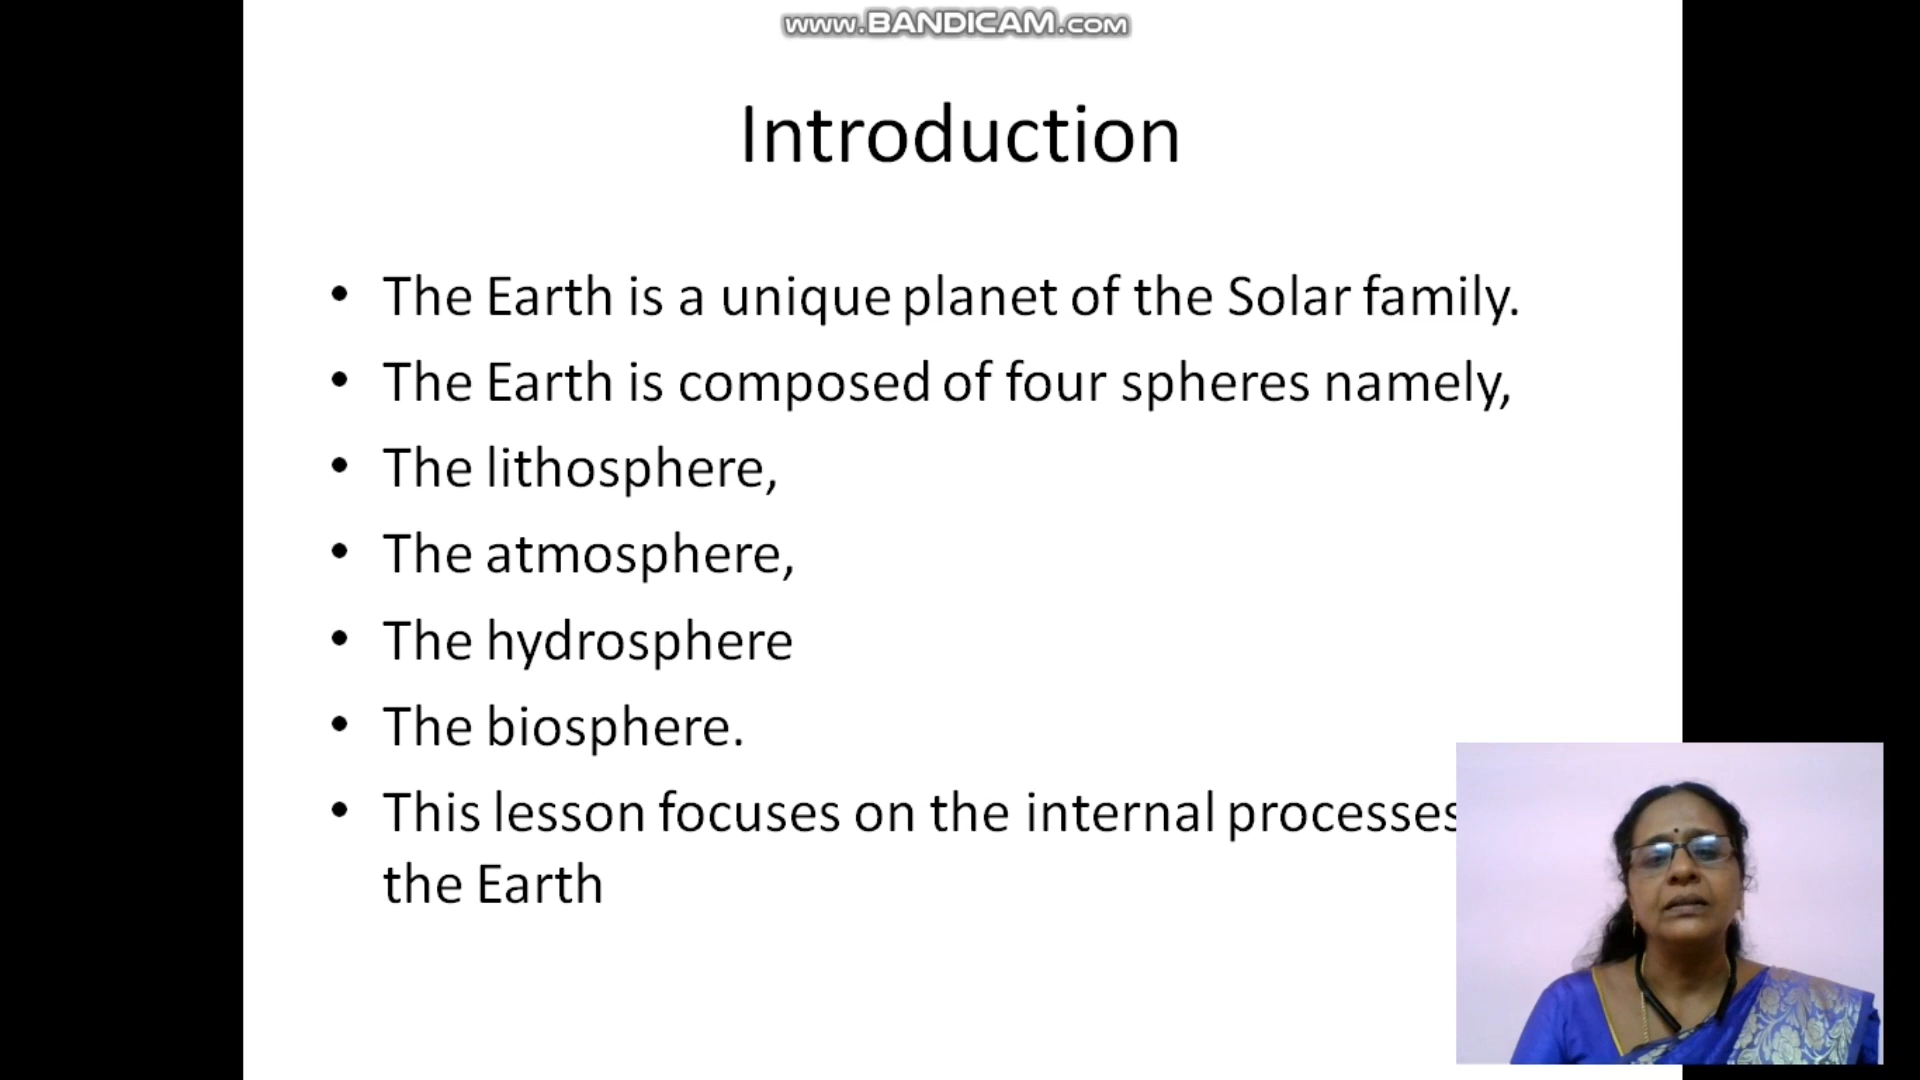 www.BANDICAM.com
Introduction
• The Earth is a unique planet of the Solar family.
• The Earth is composed of four spheres namely,
• The lithosphere,
• The atmosphere,
• The hydrosphere
• The biosphere.
• This lesson focuses on the internal processes
the Earth